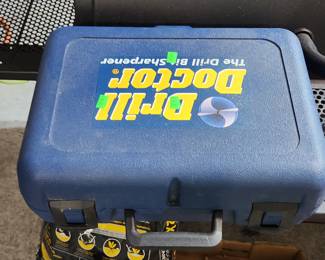 Drill
Doctor®
The Drill Bit Sharpener